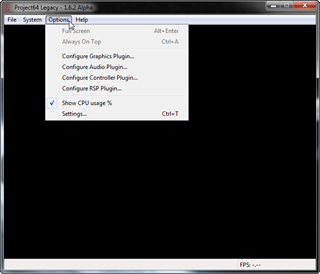 Project64 Legacy - 1.6.2 Alpha
File System Options Help
Full Screen Alt+Enter
Always On Top Ctrl+A
Configure Graphics Plugin...
Configure Audio Plugin...
Configure Controller Plugin...
Configure RSP Plugin...
Show CPU usage %
Settings... Ctrl+T
FPS: -.--